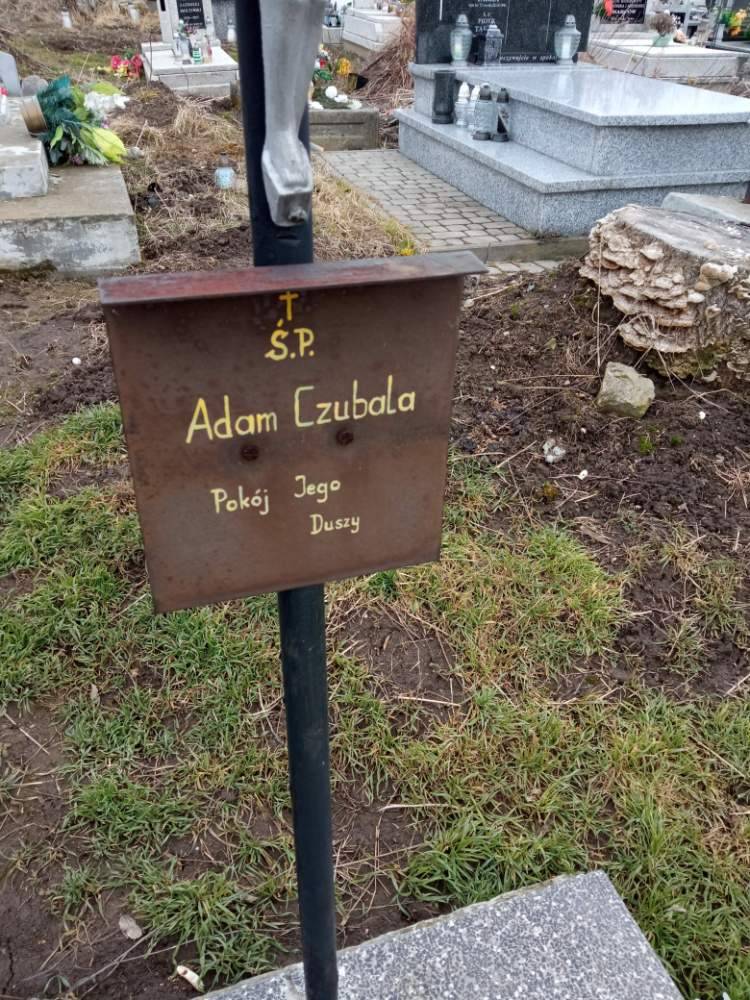 Ś.P.
Adam Czubala
Pokój Jego
Duszy